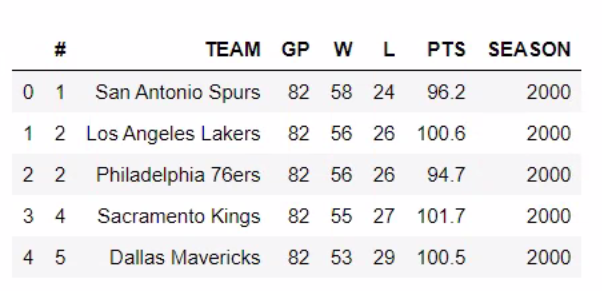 # TEAM GP W L PTS SEASON
0 1 San Antonio Spurs 82 58 24 96.2 2000
1 2 Los Angeles Lakers 82 56 26 100.6 2000
2 2 Philadelphia 76ers 82 56 26 94.7 2000
3 4 Sacramento Kings 82 55 27 101.7 2000
4 5 Dallas Mavericks 82 53 29 100.5 2000